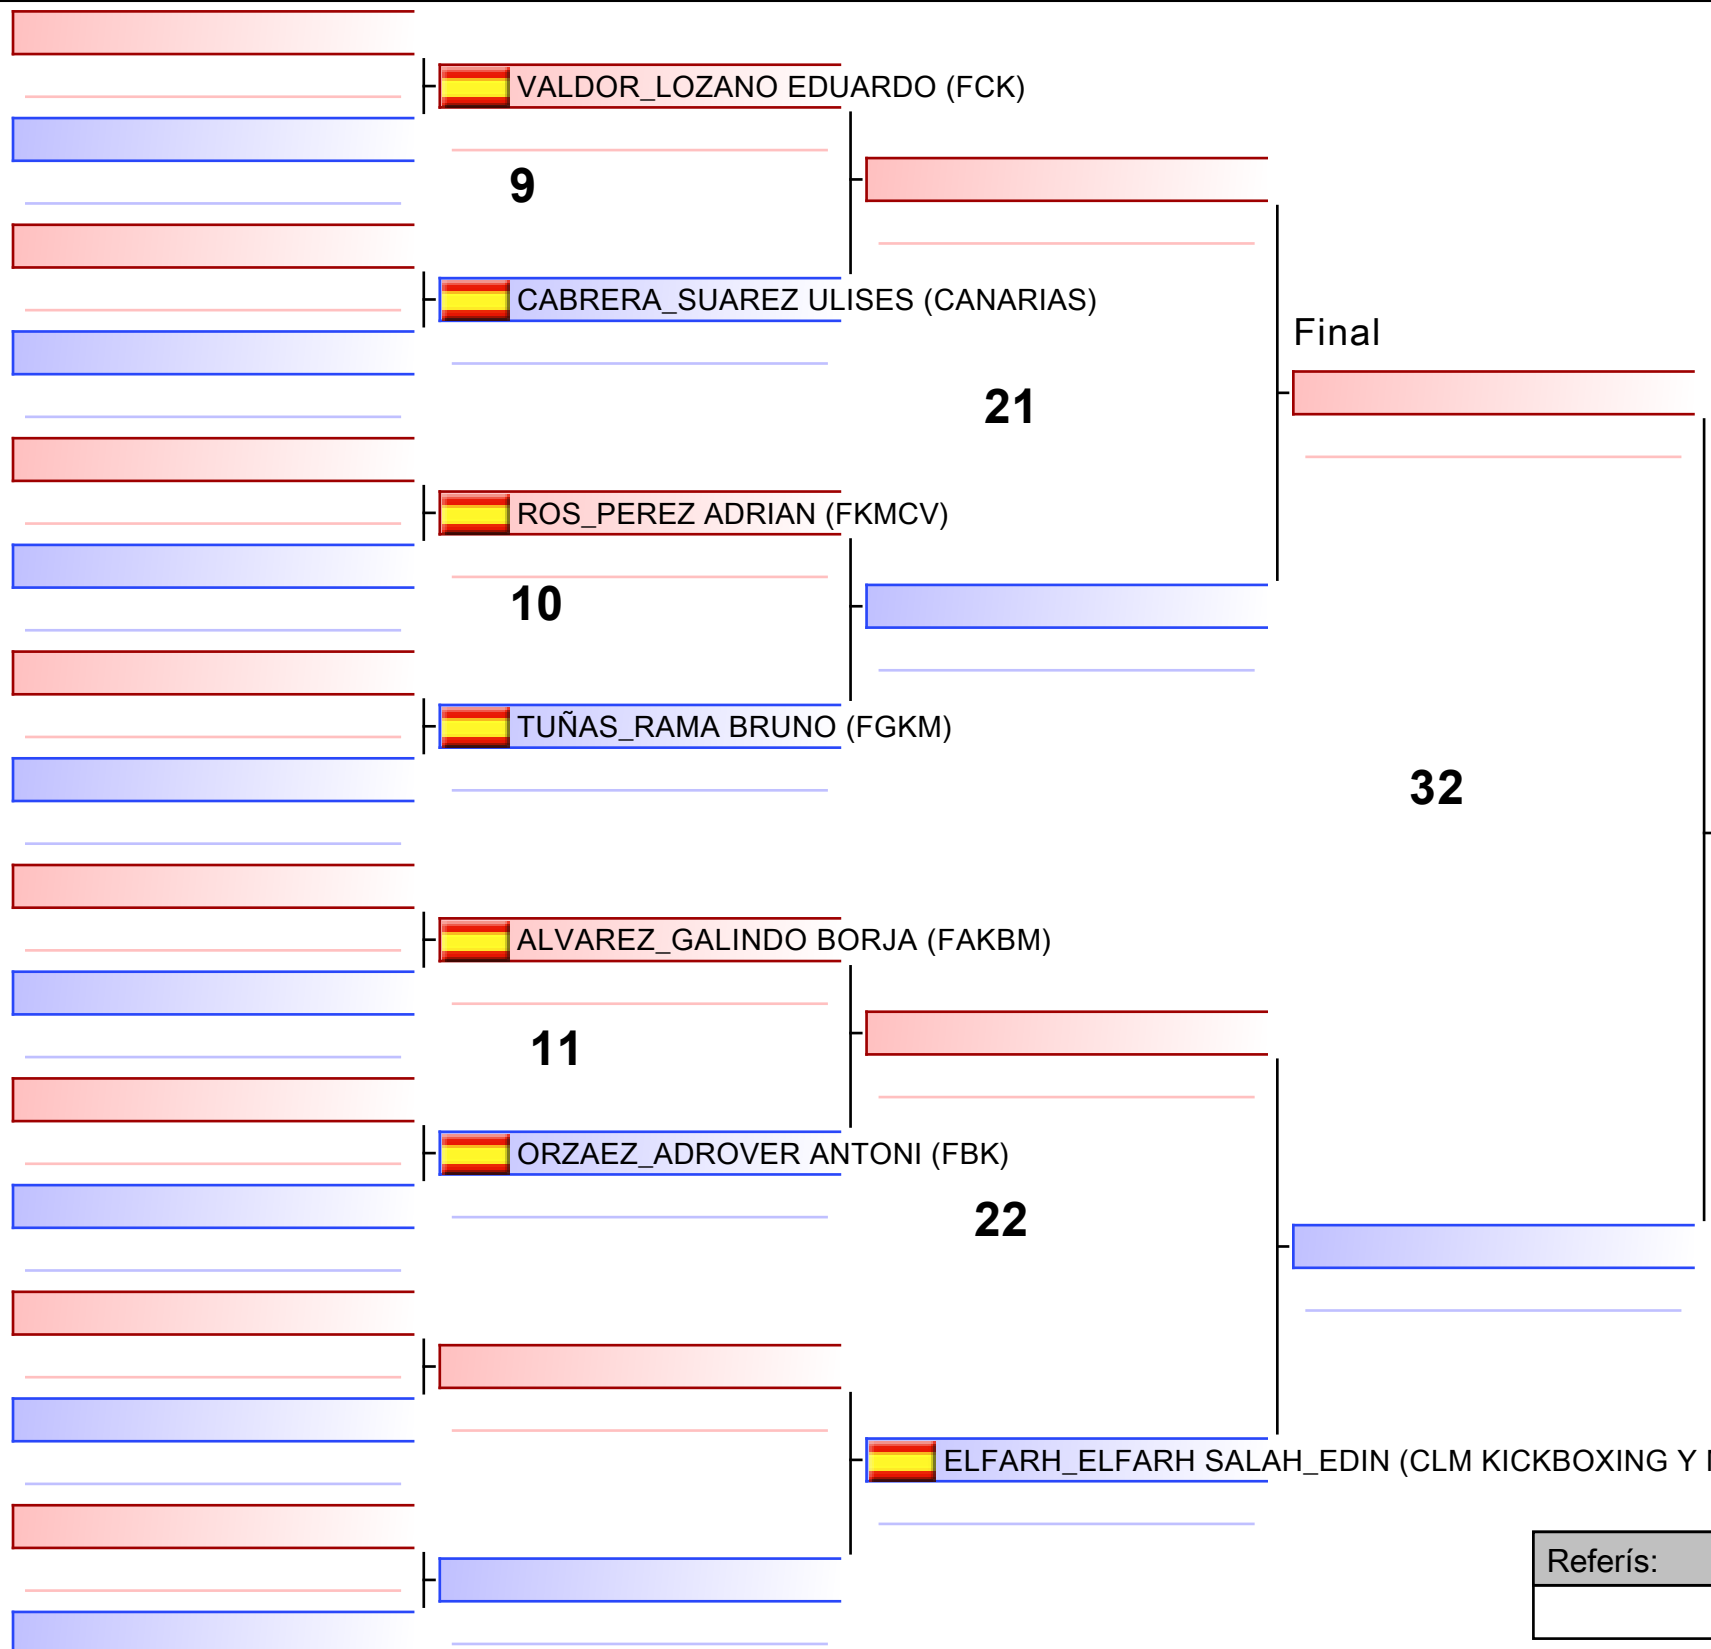 VALDOR_LOZANO EDUARDO (FCK)
9
CABRERA_SUAREZ ULISES (CANARIAS)
Final
21
ROS_PEREZ ADRIAN (FKMCV)
10
TUÑAS_RAMA BRUNO (FGKM)
32
ALVAREZ_GALINDO BORJA (FAKBM)
11
ORZAEZ_ADROVER ANTONI (FBK)
22
ELFARH_ELFARH SALAH_EDIN (CLM KICKBOXING Y
Referís: